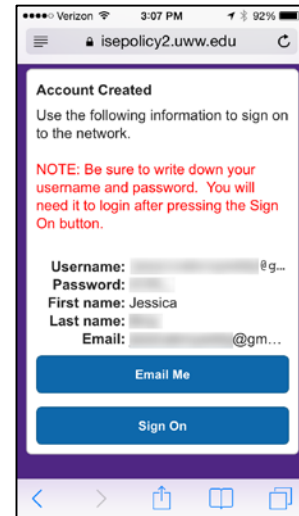 Verizon 3:07 PM 92%
isepolicy2.uww.edu
Account Created
Use the following information to sign on
to the network.
NOTE: Be sure to write down your
username and password. You will
need it to login after pressing the Sign
On button.
Username: @g...
Password:
First name: Jessica
Last name:
Email: @gm...
Email Me
Sign On